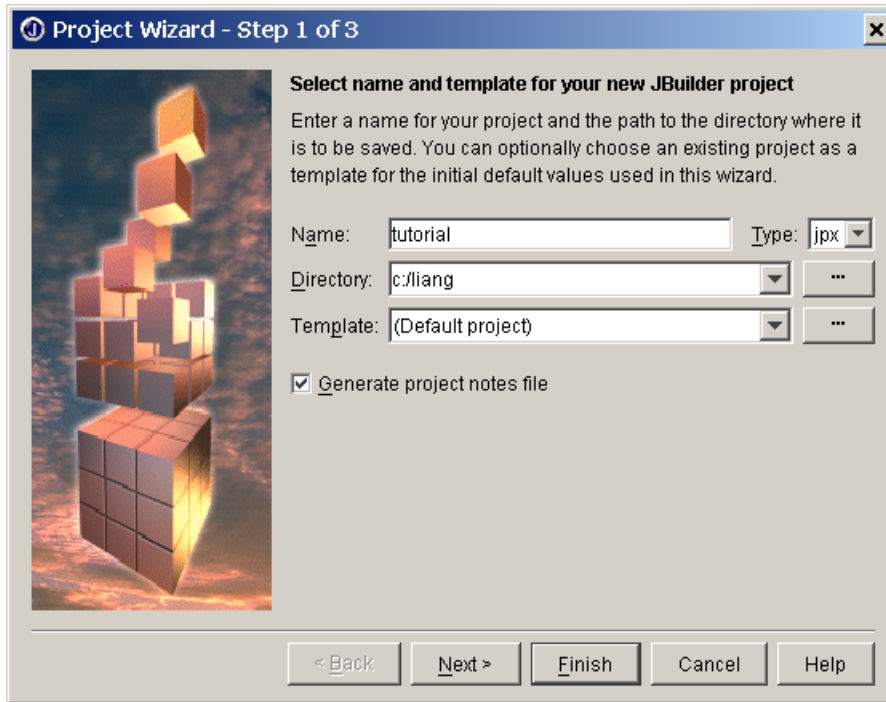 Project Wizard - Step 1 of 3
Select name and template for your new JBuilder project
Enter a name for your project and the path to the directory where it
is to be saved. You can optionally choose an existing project as a
template for the initial default values used in this wizard.
Name: tutorial Type: jpx
Directory: c:/liang ...
Template: (Default project) ...
Generate project notes file
< Back Next > Finish Cancel Help